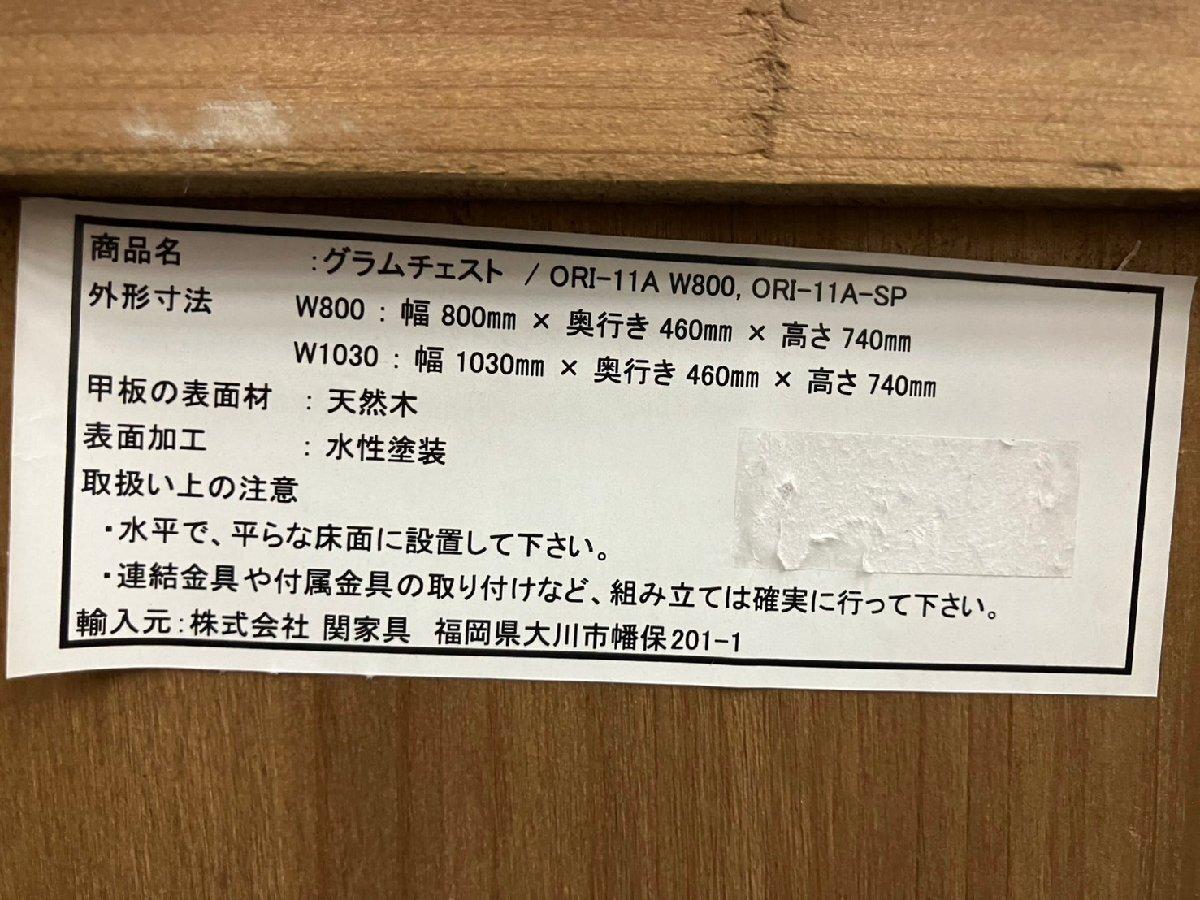 商品名 :グラムチェスト / ORI-11A W800, ORI-11A-SP
外形寸法 W800 : 幅 800㎜ × 奥行き 460㎜ × 高さ 740㎜
W1030 : 幅 1030㎜ × 奥行き 460㎜ × 高さ 740㎜
甲板の表面材 : 天然木
表面加工 : 水性塗装
取扱い上の注意
・水平で、平らな床面に設置して下さい。
・連結金具や付属金具の取り付けなど、組み立ては確実に行って下さい。
輸入元:株式会社 関家具 福岡県大川市幡保201-1